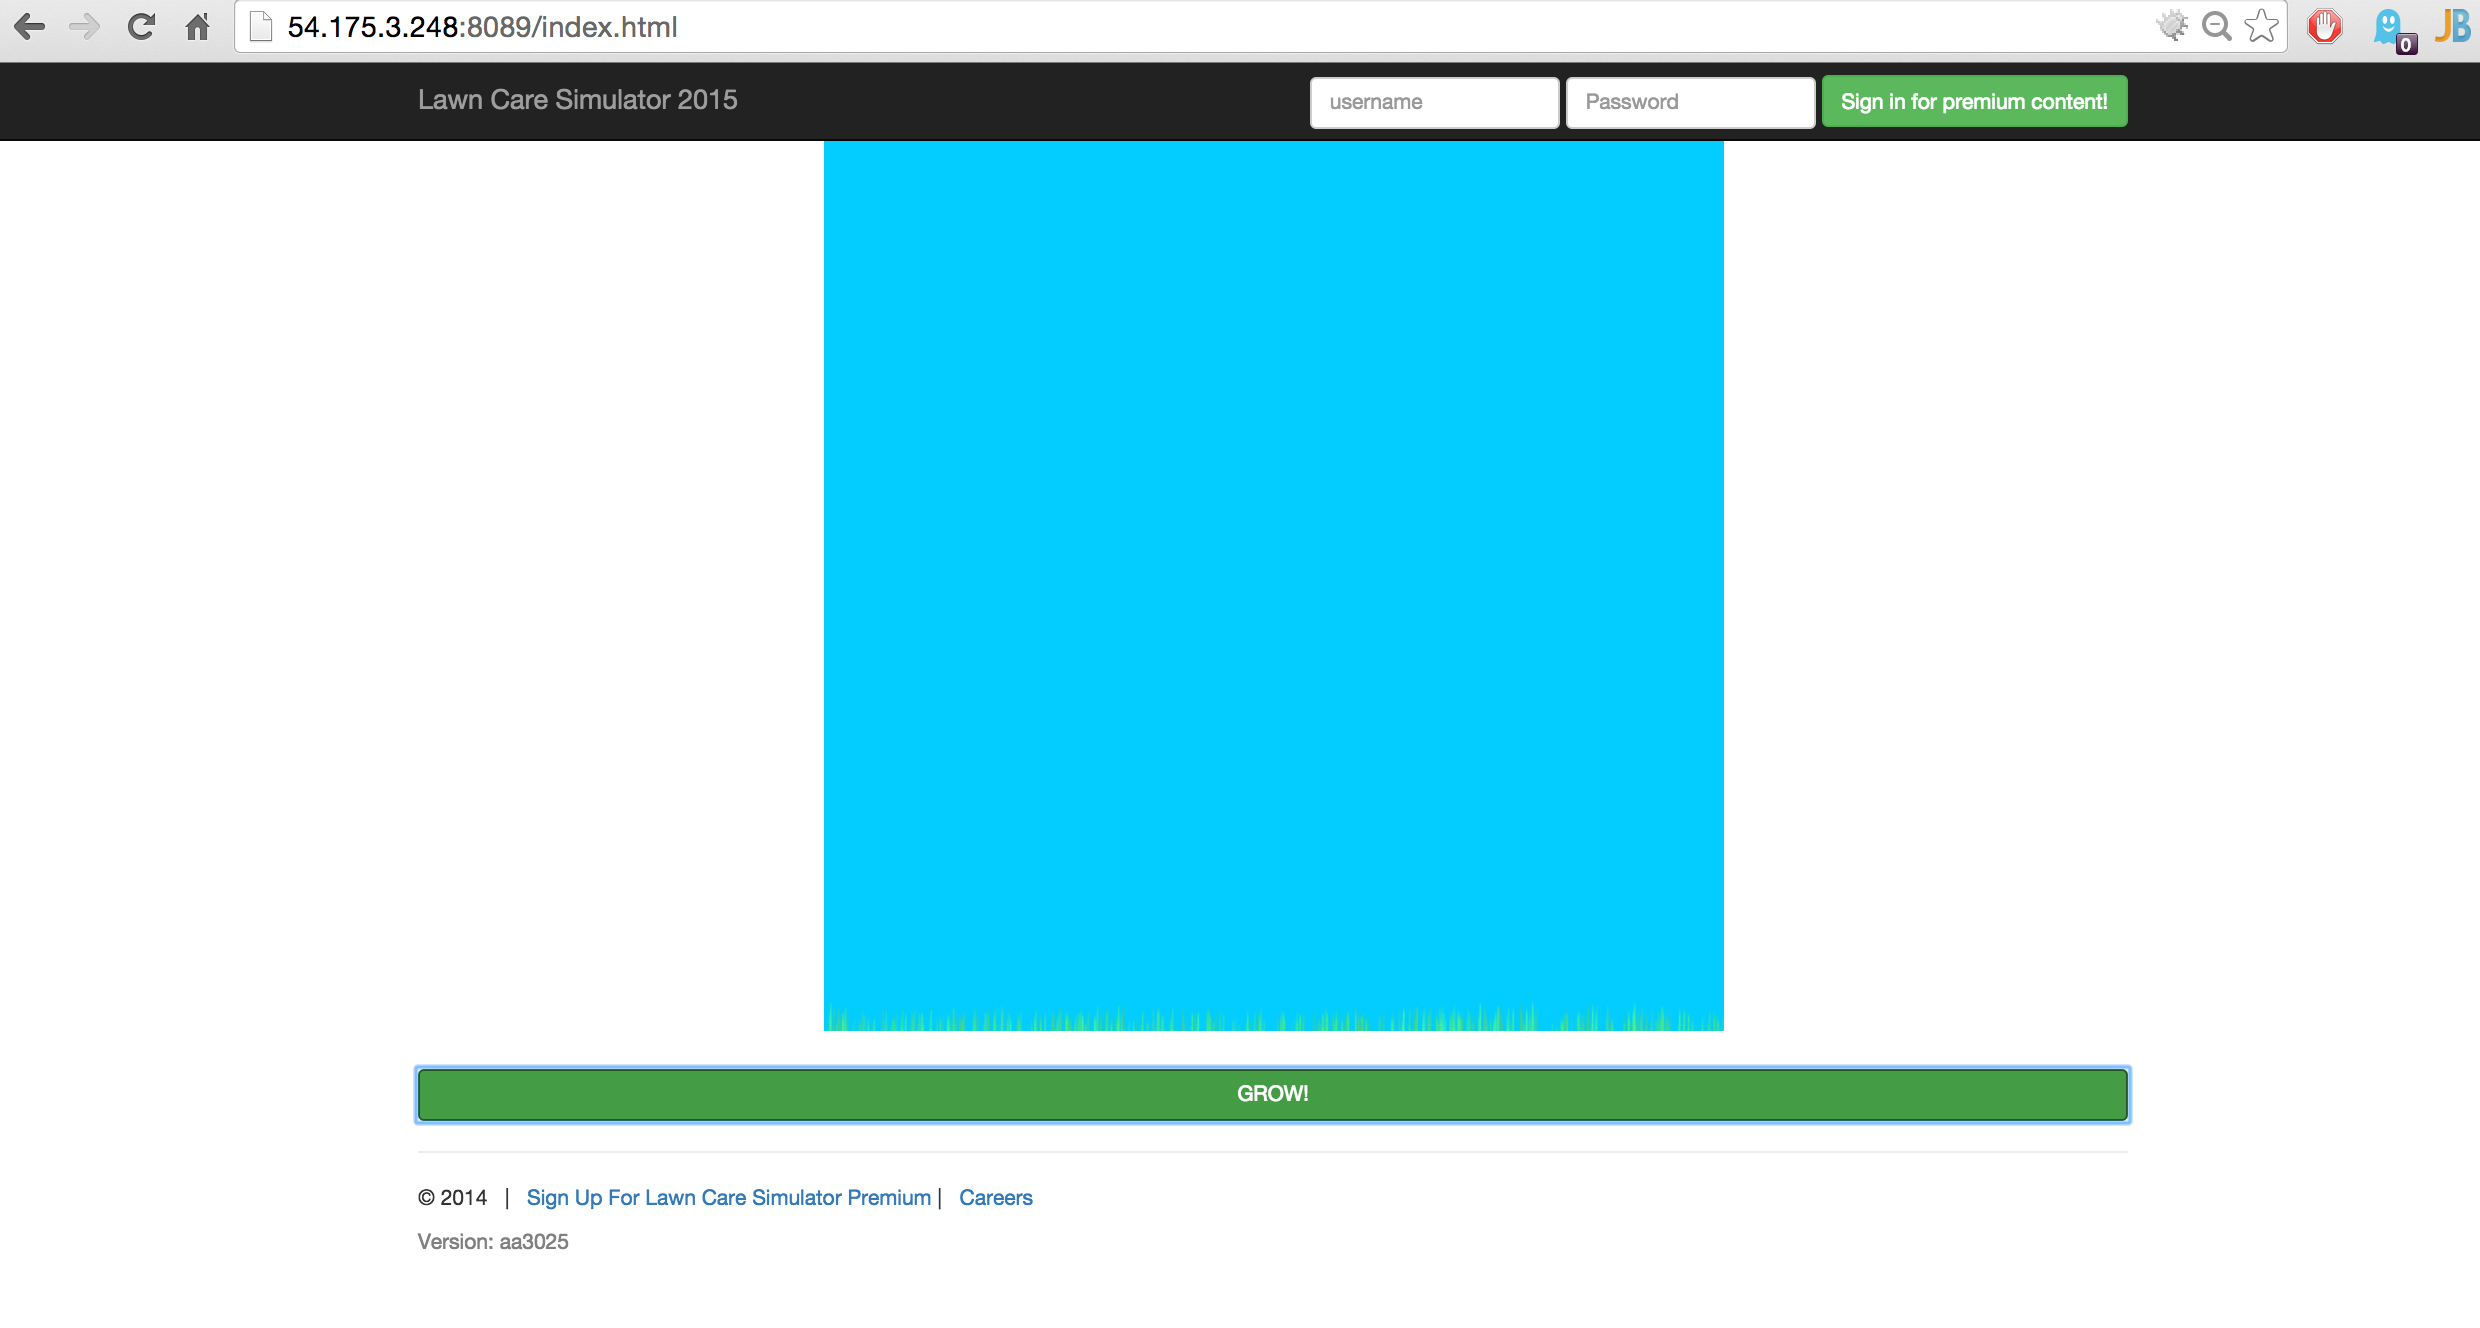 54.175.3.248:8089/index.html
0
JB
Lawn Care Simulator 2015
username
Password
Sign in for premium content!
GROW!
© 2014 | Sign Up For Lawn Care Simulator Premium | Careers
Version: aa3025